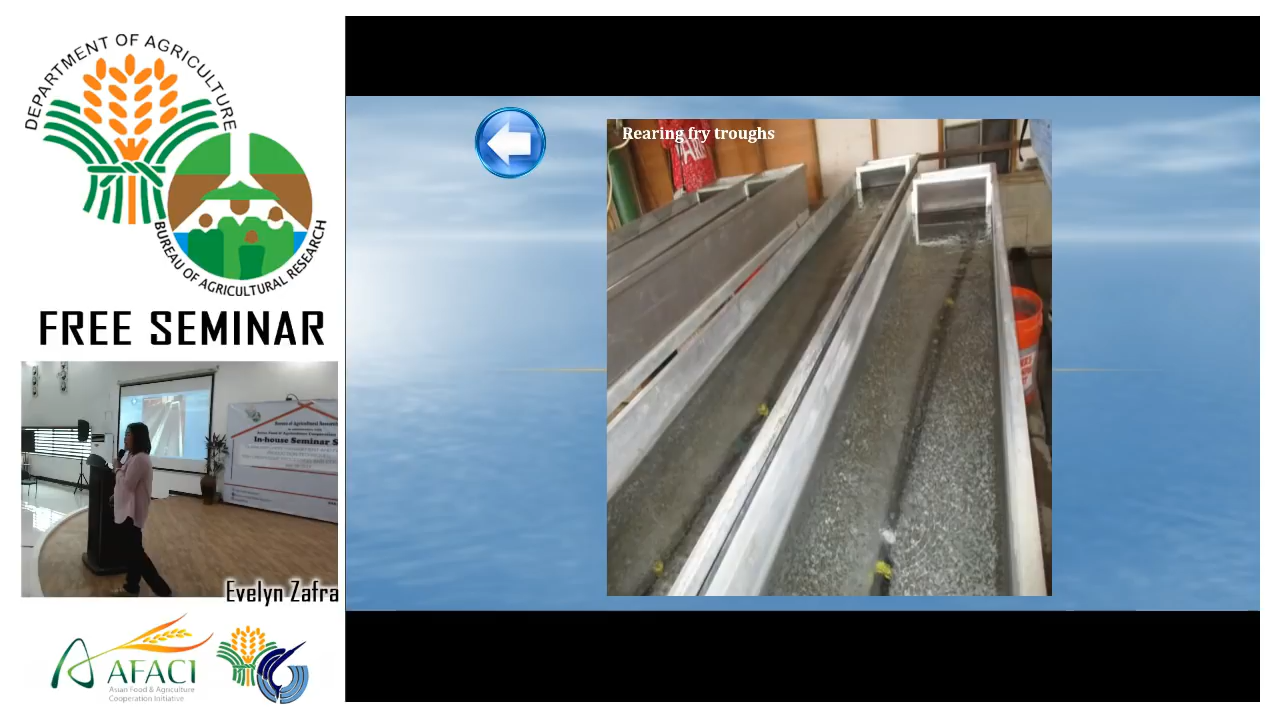 DEPARTMENT OF AGRICULTURE
BUREAU OF AGRICULTURAL RESEARCH
FREE SEMINAR
In-house Seminar S
Evelyn Zafra
AFACI
Asian Food & Agriculture
Cooperation Initiative
Rearing fry troughs